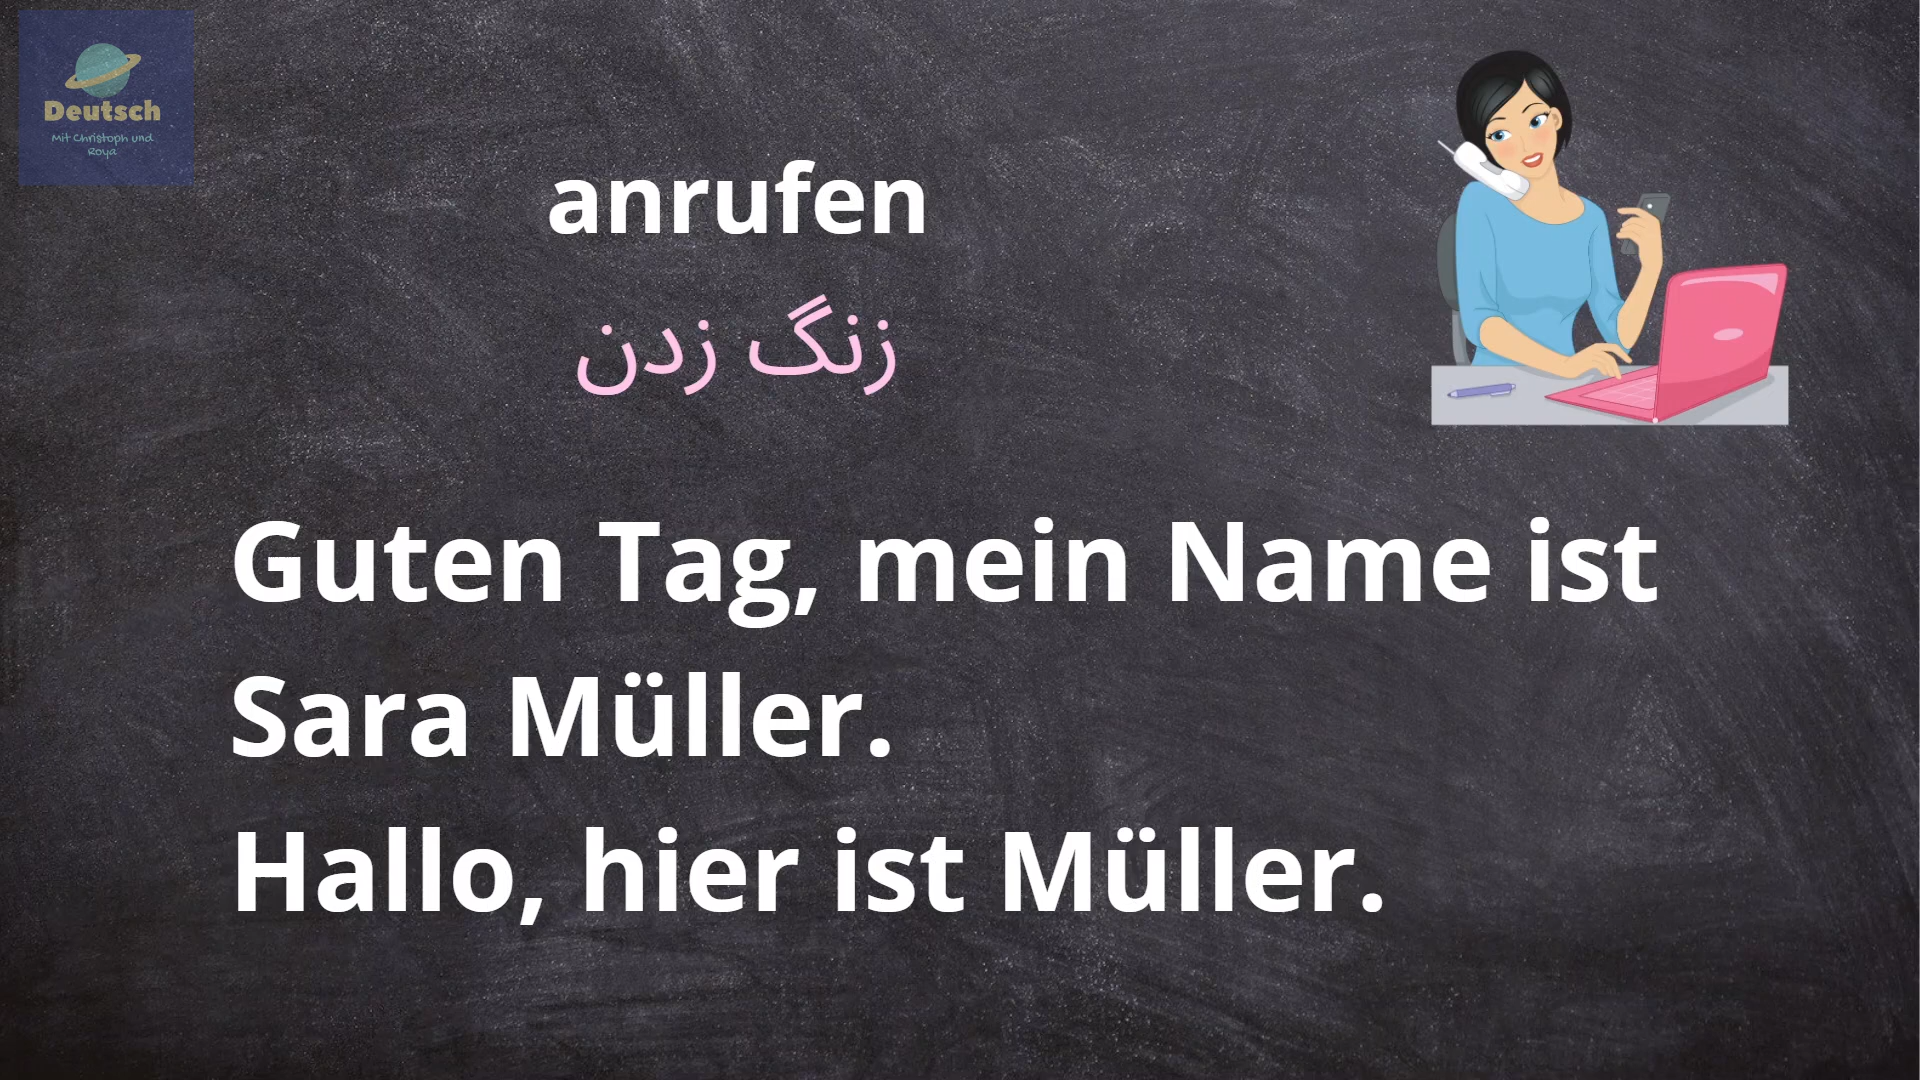 Deutsch
Mit Christoph und
Roya
anrufen
زنگ زدن
Guten Tag, mein Name ist
Sara Müller.
Hallo, hier ist Müller.